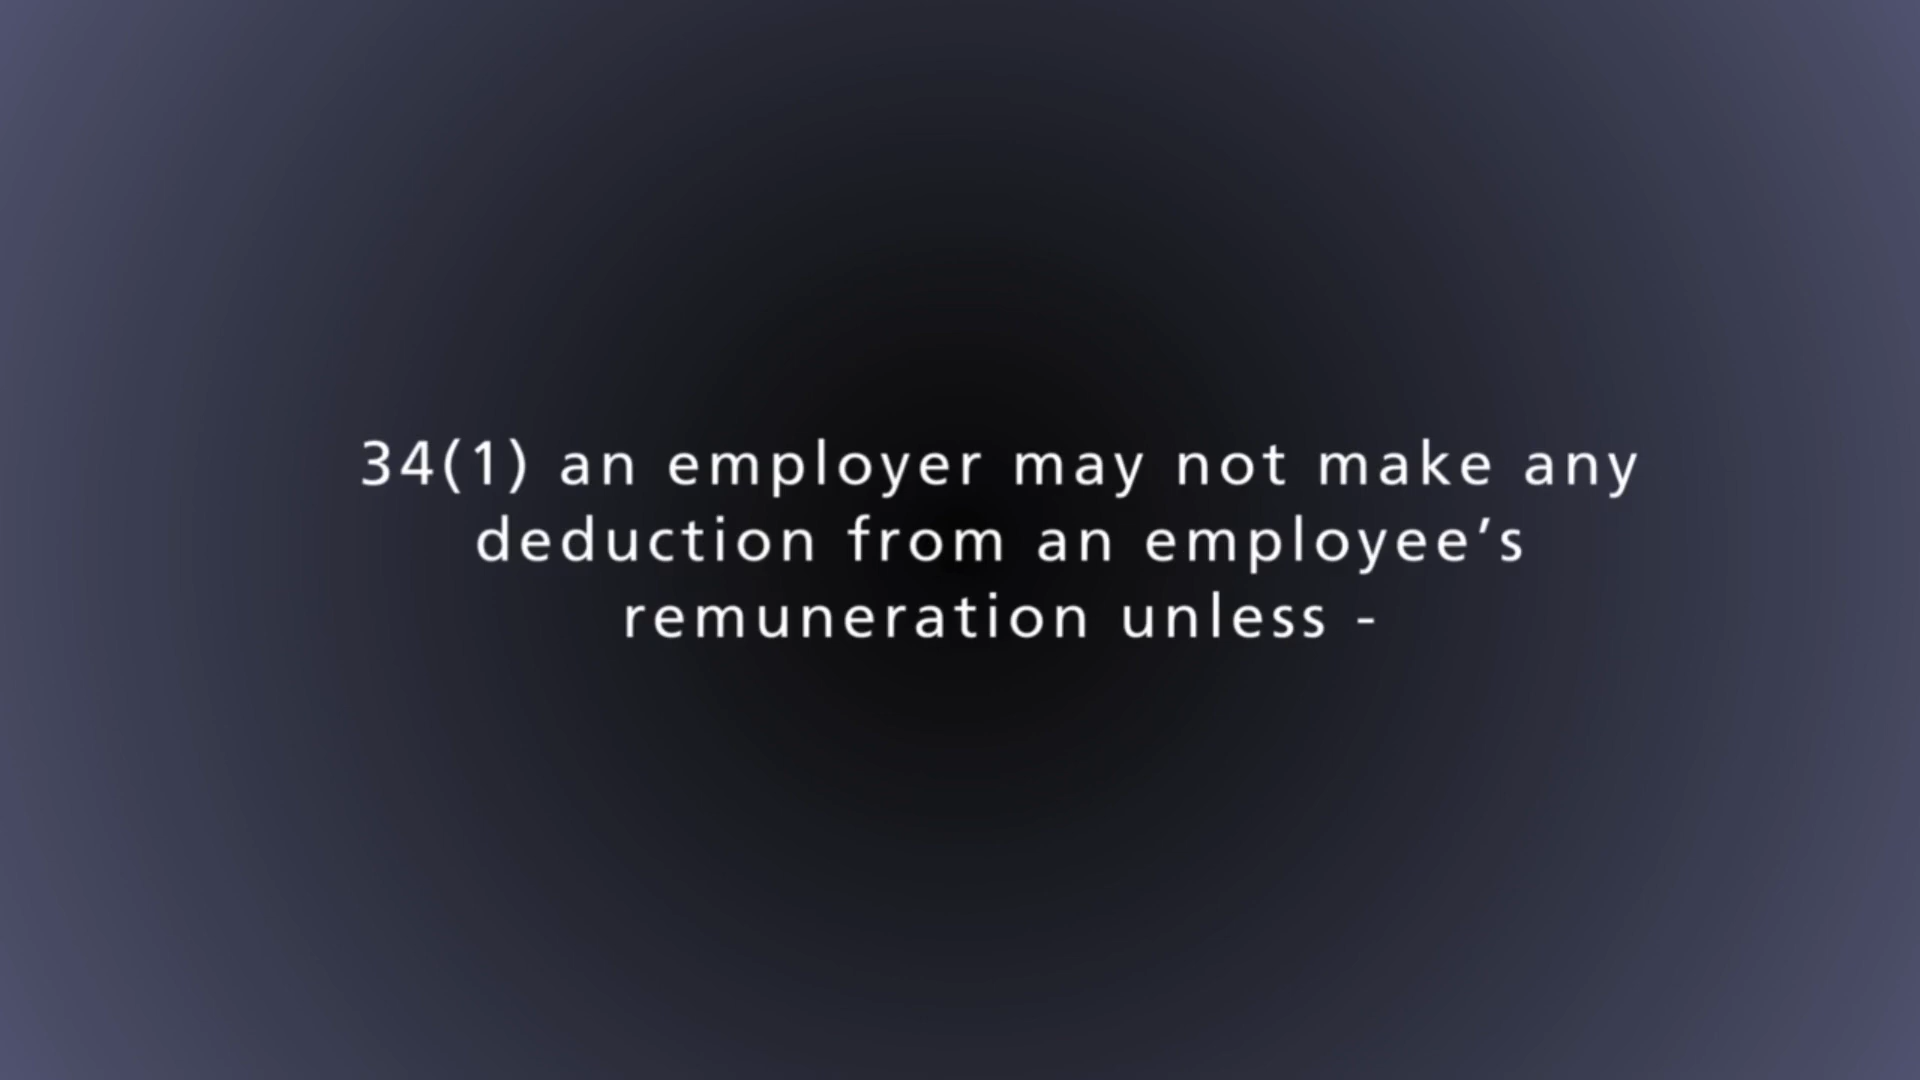 34(1) an employer may not make any
deduction from an employee’s
remuneration unless -